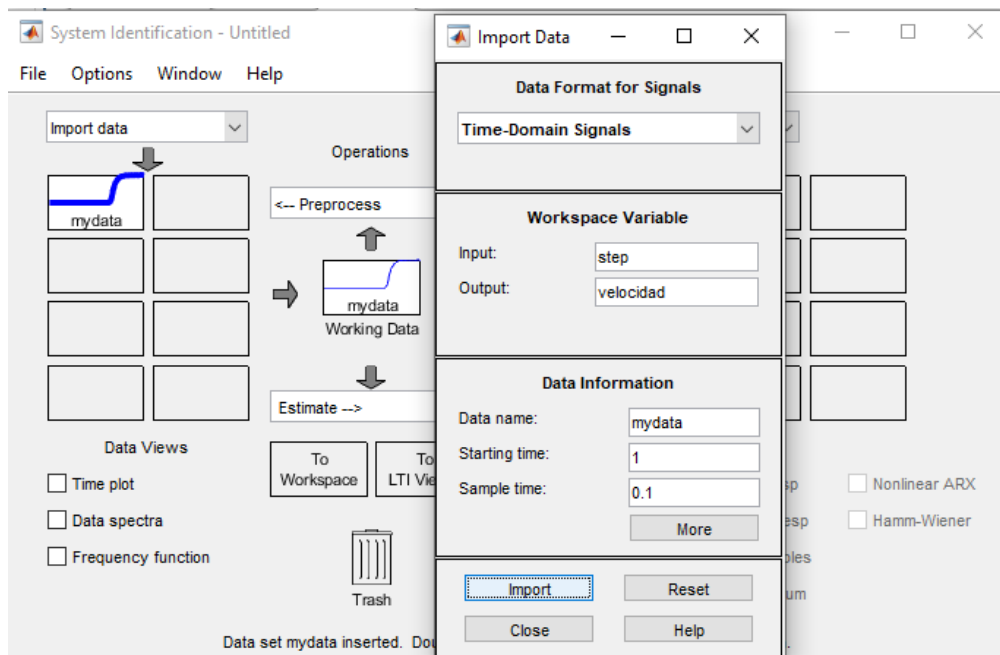 System Identification - Untitled
File Options Window Help
Import data
mydata
Operations
<-- Preprocess
mydata
Working Data
Estimate -->
Data Views
Time plot
Data spectra
Frequency function
To
Workspace
To
Trash
Data set mydata inserted.
Import Data
Data Format for Signals
Time-Domain Signals
Workspace Variable
Input: step
Output: velocidad
Data Information
Data name: mydata
Starting time: 1
Sample time: 0.1
More
Import Reset
Close Help
Nonlinear ARX
Hamm-Wiener